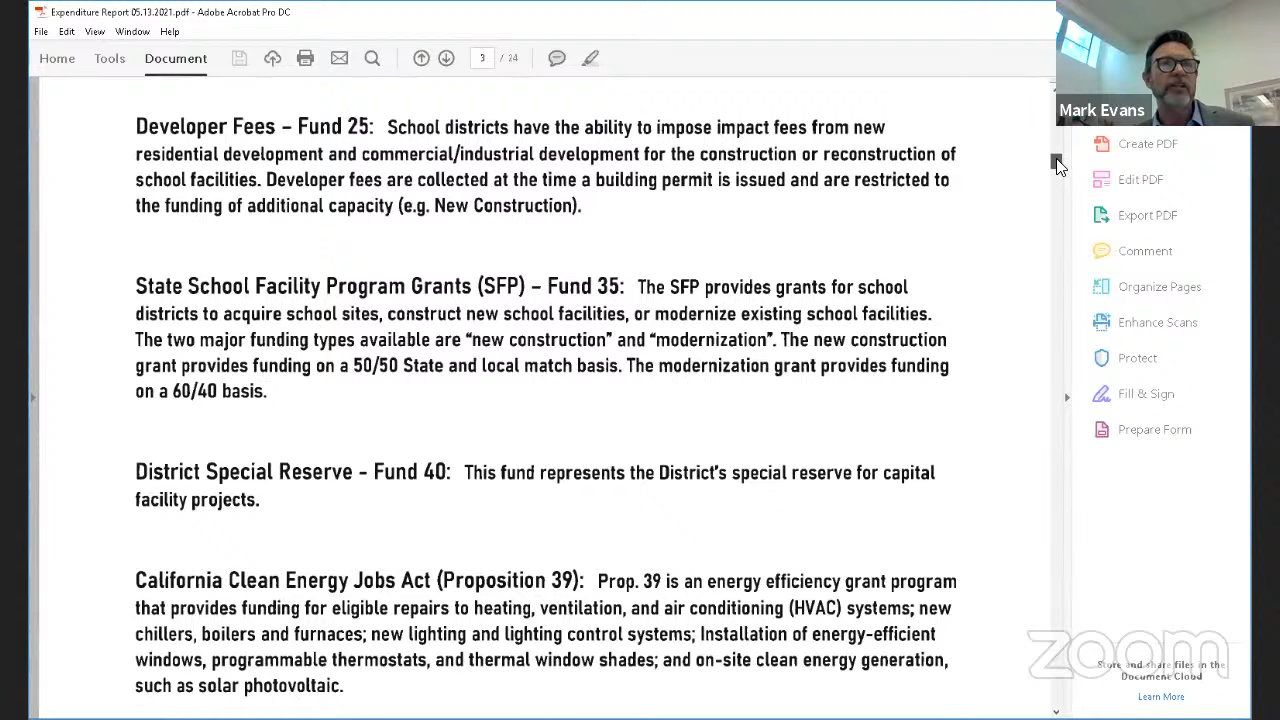 Expenditure Report 05.13.2021.pdf - Adobe Acrobat Pro DC
File Edit View Window Help
Home Tools Document 3 / 24
Mark Evans
Developer Fees – Fund 25: School districts have the ability to impose impact fees from new
residential development and commercial/industrial development for the construction or reconstruction of
school facilities. Developer fees are collected at the time a building permit is issued and are restricted to
the funding of additional capacity (e.g. New Construction).
State School Facility Program Grants (SFP) – Fund 35: The SFP provides grants for school
districts to acquire school sites, construct new school facilities, or modernize existing school facilities.
The two major funding types available are “new construction” and “modernization”. The new construction
grant provides funding on a 50/50 State and local match basis. The modernization grant provides funding
on a 60/40 basis.
District Special Reserve - Fund 40: This fund represents the District’s special reserve for capital
facility projects.
California Clean Energy Jobs Act (Proposition 39): Prop. 39 is an energy efficiency grant program
that provides funding for eligible repairs to heating, ventilation, and air conditioning (HVAC) systems; new
chillers, boilers and furnaces; new lighting and lighting control systems; Installation of energy-efficient
windows, programmable thermostats, and thermal window shades; and on-site clean energy generation,
such as solar photovoltaic.
Create PDF
Edit PDF
Export PDF
Comment
Organize Pages
Enhance Scans
Protect
Fill & Sign
Prepare Form
zoom
Store and share files in the
Document Cloud
Learn More